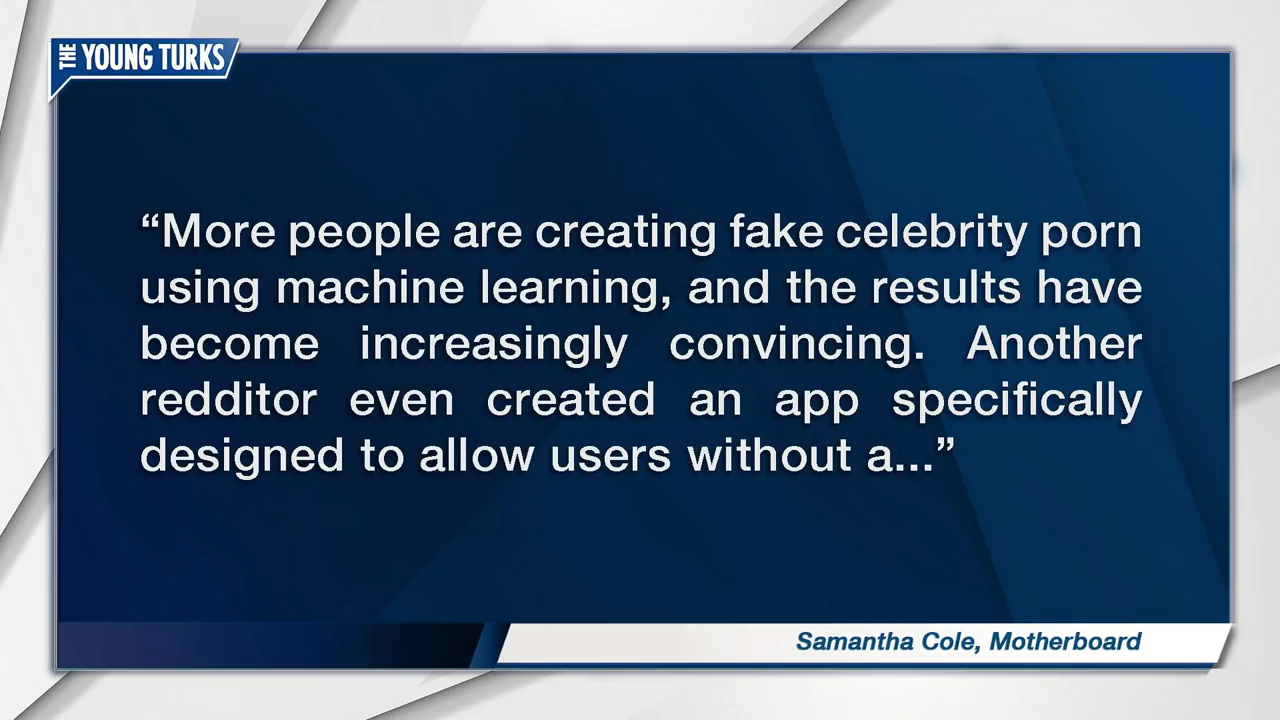 THE YOUNG TURKS
“More people are creating fake celebrity porn
using machine learning, and the results have
become increasingly convincing. Another
redditor even created an app specifically
designed to allow users without a...”
Samantha Cole, Motherboard